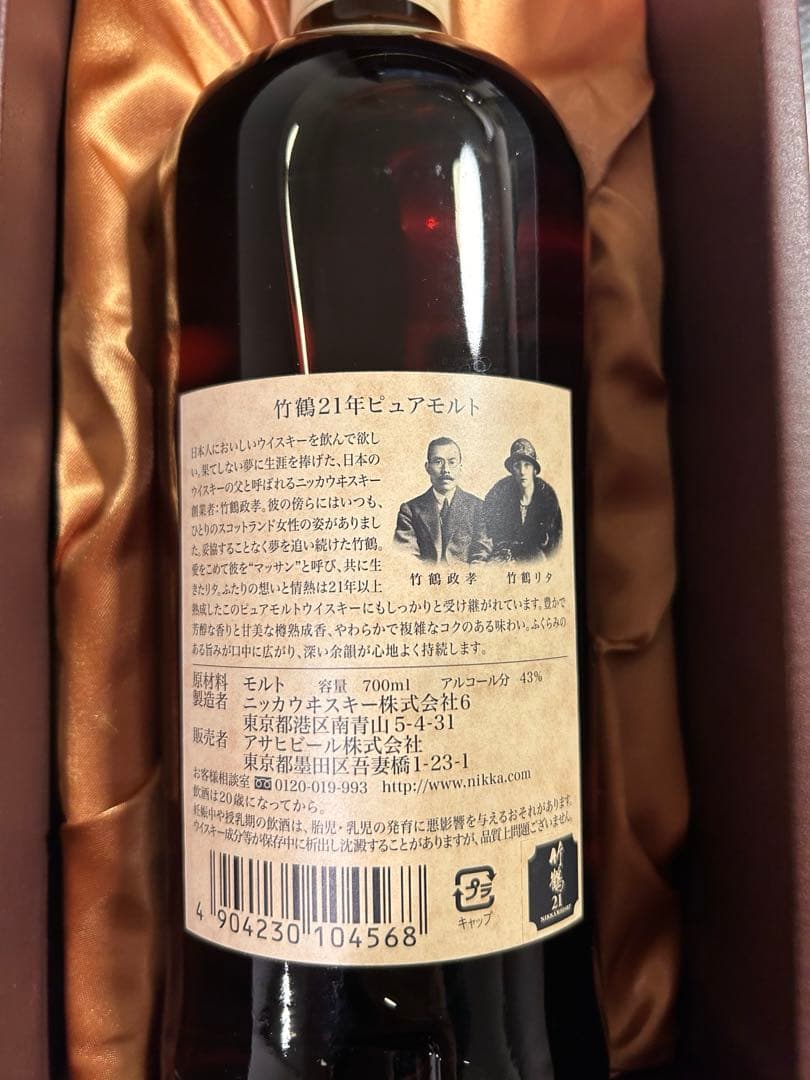 竹鶴21年ピュアモルト
日本人においしいウイスキーを飲んで欲し
い。果てしない夢に生涯を捧げた、日本の
ウイスキーの父と呼ばれるニッカウヰスキー
創業者:竹鶴政孝。彼の傍らにはいつも、
ひとりのスコットランド女性の姿がありまし
た。妥協することなく夢を追い続けた竹鶴。
愛をこめて彼を“マッサン”と呼び、共に生
きたリタ。ふたりの想いと情熱は21年以上
熟成したこのピュアモルトウイスキーにもしっかりと受け継がれています。豊かで
芳醇な香りと甘美な樽熟成香、やわらかで複雑なコクのある味わい。ふくらみの
ある旨みが口中に広がり、深い余韻が心地よく持続します。
竹鶴政孝 竹鶴リタ
原材料 モルト 容量 700ml アルコール分 43%
製造者 ニッカウヰスキー株式会社6
東京都港区南青山5-4-31
販売者 アサヒビール株式会社
東京都墨田区吾妻橋1-23-1
お客様相談室 0120-019-993 http://www.nikka.com
飲酒は20歳になってから。
妊娠中や授乳期の飲酒は、胎児・乳児の発育に悪影響を与えるおそれがあります。
ウイスキー成分等が保存中に析出し沈澱することがありますが、品質上問題ございません。
4 904230 104568
プラ
キャップ
竹鶴
21
NIKKA WHISKY